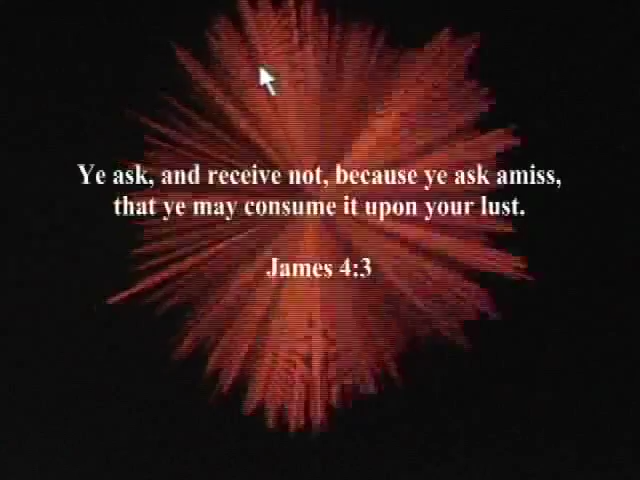 Ye ask, and receive not, because ye ask amiss,
that ye may consume it upon your lust.
James 4:3